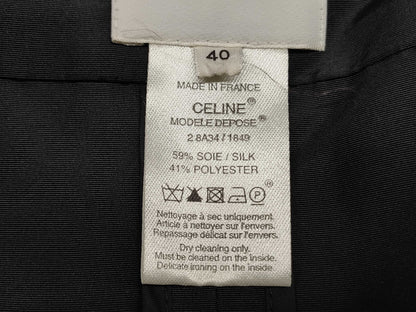 40
MADE IN FRANCE
CELINE®
MODELE DEPOSE®
2 8A34 / 1849
59% SOIE / SILK
41% POLYESTER
P
Nettoyage à sec uniquement.
Article à nettoyer sur l'envers.
Repassage délicat sur l'envers.
Dry cleaning only.
Must be cleaned on the inside.
Delicate ironing on the inside.